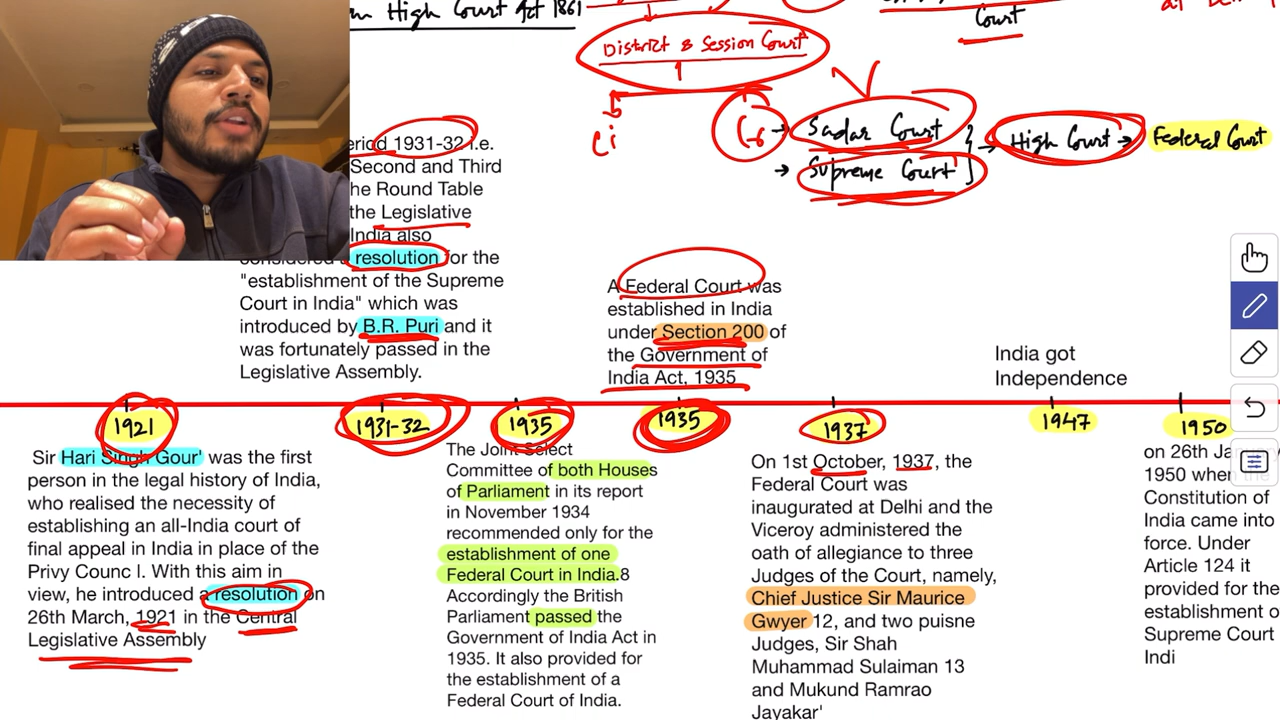 High Court Act 1861
Court
District & Session Court
Ci
Sadar Court
Supreme Court
High Court
Federal Court
1931-32 i.e.
Second and Third
he Round Table
the Legislative
India also
resolution for the
"establishment of the Supreme
Court in India" which was
introduced by B.R. Puri and it
was fortunately passed in the
Legislative Assembly.
A Federal Court was
established in India
under Section 200 of
the Government of
India Act, 1935
India got
Independence
1921
1931-32
1935
1935
1937
1947
1950
Sir Hari Singh Gour' was the first
person in the legal history of India,
who realised the necessity of
establishing an all-India court of
final appeal in India in place of the
Privy Counc l. With this aim in
view, he introduced a resolution on
26th March, 1921 in the Central
Legislative Assembly
The Joint Select
Committee of both Houses
of Parliament in its report
in November 1934
recommended only for the
establishment of one
Federal Court in India.8
Accordingly the British
Parliament passed the
Government of India Act in
1935. It also provided for
the establishment of a
Federal Court of India.
On 1st October, 1937, the
Federal Court was
inaugurated at Delhi and the
Viceroy administered the
oath of allegiance to three
Judges of the Court, namely,
Chief Justice Sir Maurice
Gwyer 12, and two puisne
Judges, Sir Shah
Muhammad Sulaiman 13
and Mukund Ramrao
Jayakar'
on 26th Jan
1950 when the
Constitution of
India came into
force. Under
Article 124 it
provided for the
establishment o
Supreme Court
Indi